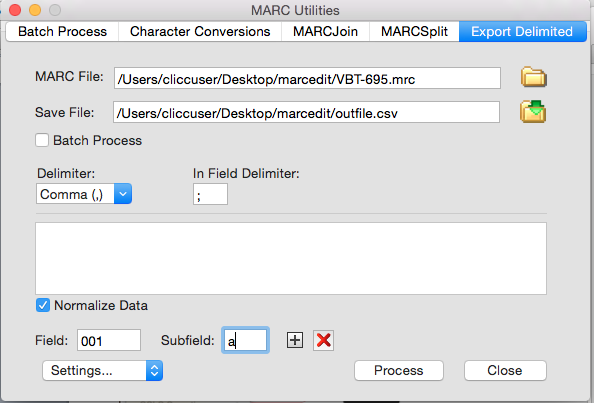 MARC Utilities
Batch Process Character Conversions MARCJoin MARCSplit Export Delimited
MARC File: /Users/cliccuser/Desktop/marcedit/VBT-695.mrc
Save File: /Users/cliccuser/Desktop/marcedit/outfile.csv
Batch Process
Delimiter: In Field Delimiter:
Comma (,) ;
Normalize Data
Field: 001 Subfield: a
Settings... Process Close